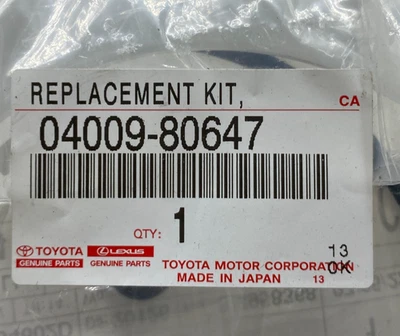 REPLACEMENT KIT,
CA
04009-80647
QTY: 1
TOYOTA LEXUS
GENUINE PARTS GENUINE PARTS
13
OK
TOYOTA MOTOR CORPORATION
MADE IN JAPAN 13